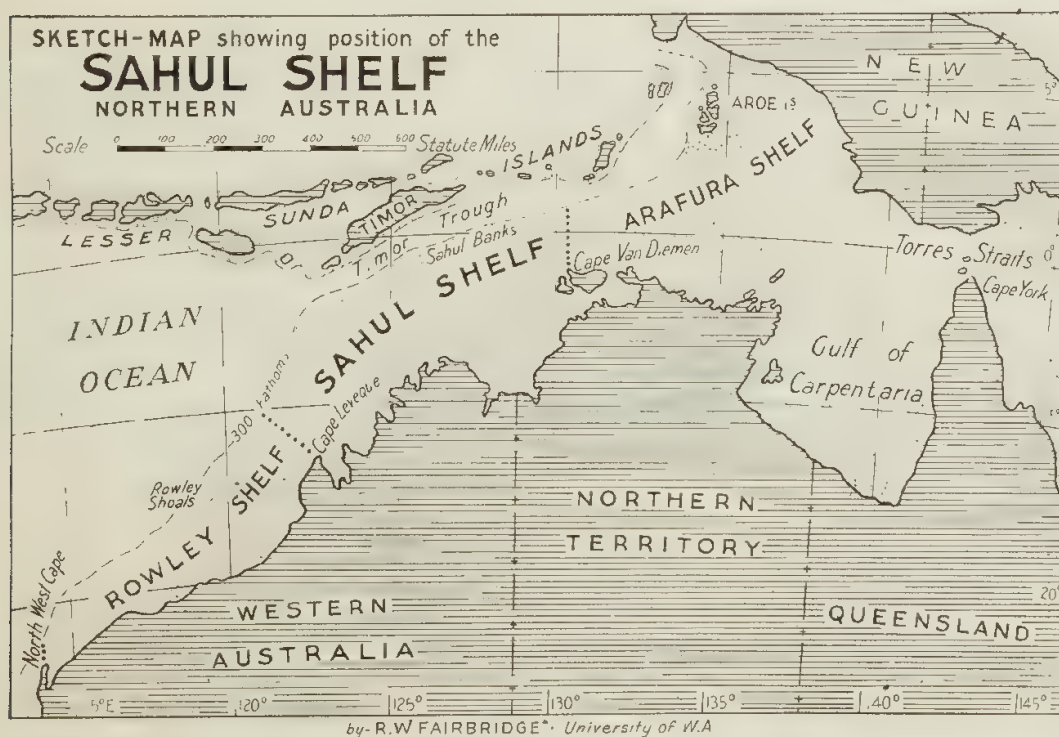 SKETCH-MAP showing position of the
SAHUL SHELF
NORTHERN AUSTRALIA
Scale 0 100 200 300 400 500 600 Statute Miles
NEW
GUINEA
5°
AROE IS
ISLANDS
ARAFURA SHELF
LESSER SUNDA
TIMOR
Timor Trough
Sahul Banks
SAHUL SHELF
Cape Van Diemen
Torres Straits
Cape York
INDIAN
OCEAN
Gulf of
Carpentaria
300 Fathoms
Cape Leveque
Rowley
Shoals
ROWLEY SHELF
North West Cape
NORTHERN
TERRITORY
WESTERN
AUSTRALIA
QUEENSLAND
20°
5°E 120° 125° 130° 135° 140° 145°
by- R.W FAIRBRIDGE · University of W.A